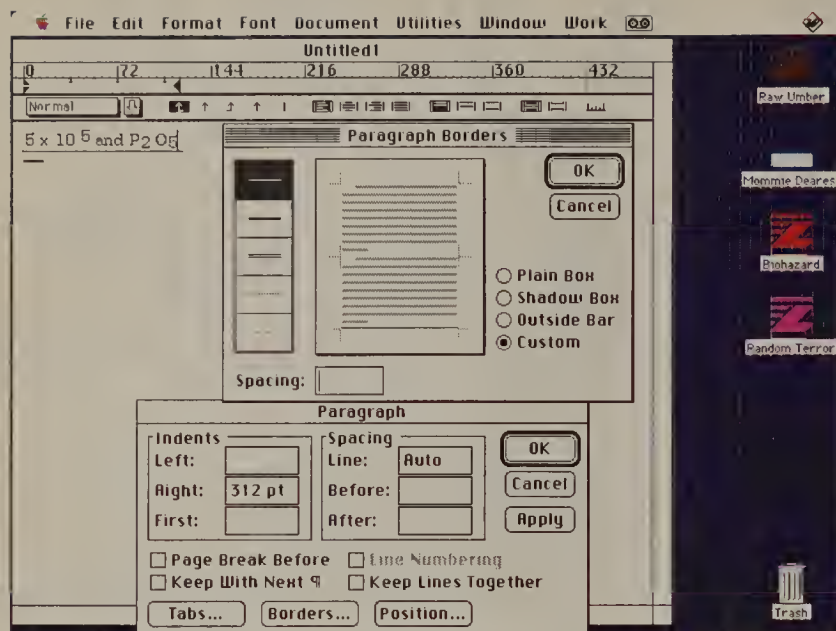 File Edit Format Font Document Utilities Window Work
Untitled1
0 72 144 216 288 360 432
Normal
5 x 10 5 and P2 O5
Paragraph Borders
OK
Cancel
Plain Box
Shadow Box
Outside Bar
Custom
Spacing:
Paragraph
Indents
Left:
Right: 312 pt
First:
Spacing
Line: Auto
Before:
After:
OK
Cancel
Apply
Page Break Before
Line Numbering
Keep With Next ¶
Keep Lines Together
Tabs...
Borders...
Position...
Raw Umber
Mommie Deares
Biohazard
Random Terror
Trash